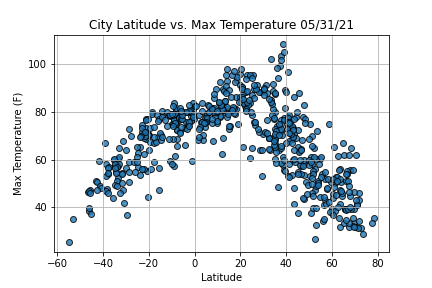 City Latitude vs. Max Temperature 05/31/21
Max Temperature (F)
100
80
60
40
−60 −40 −20 0 20 40 60 80
Latitude